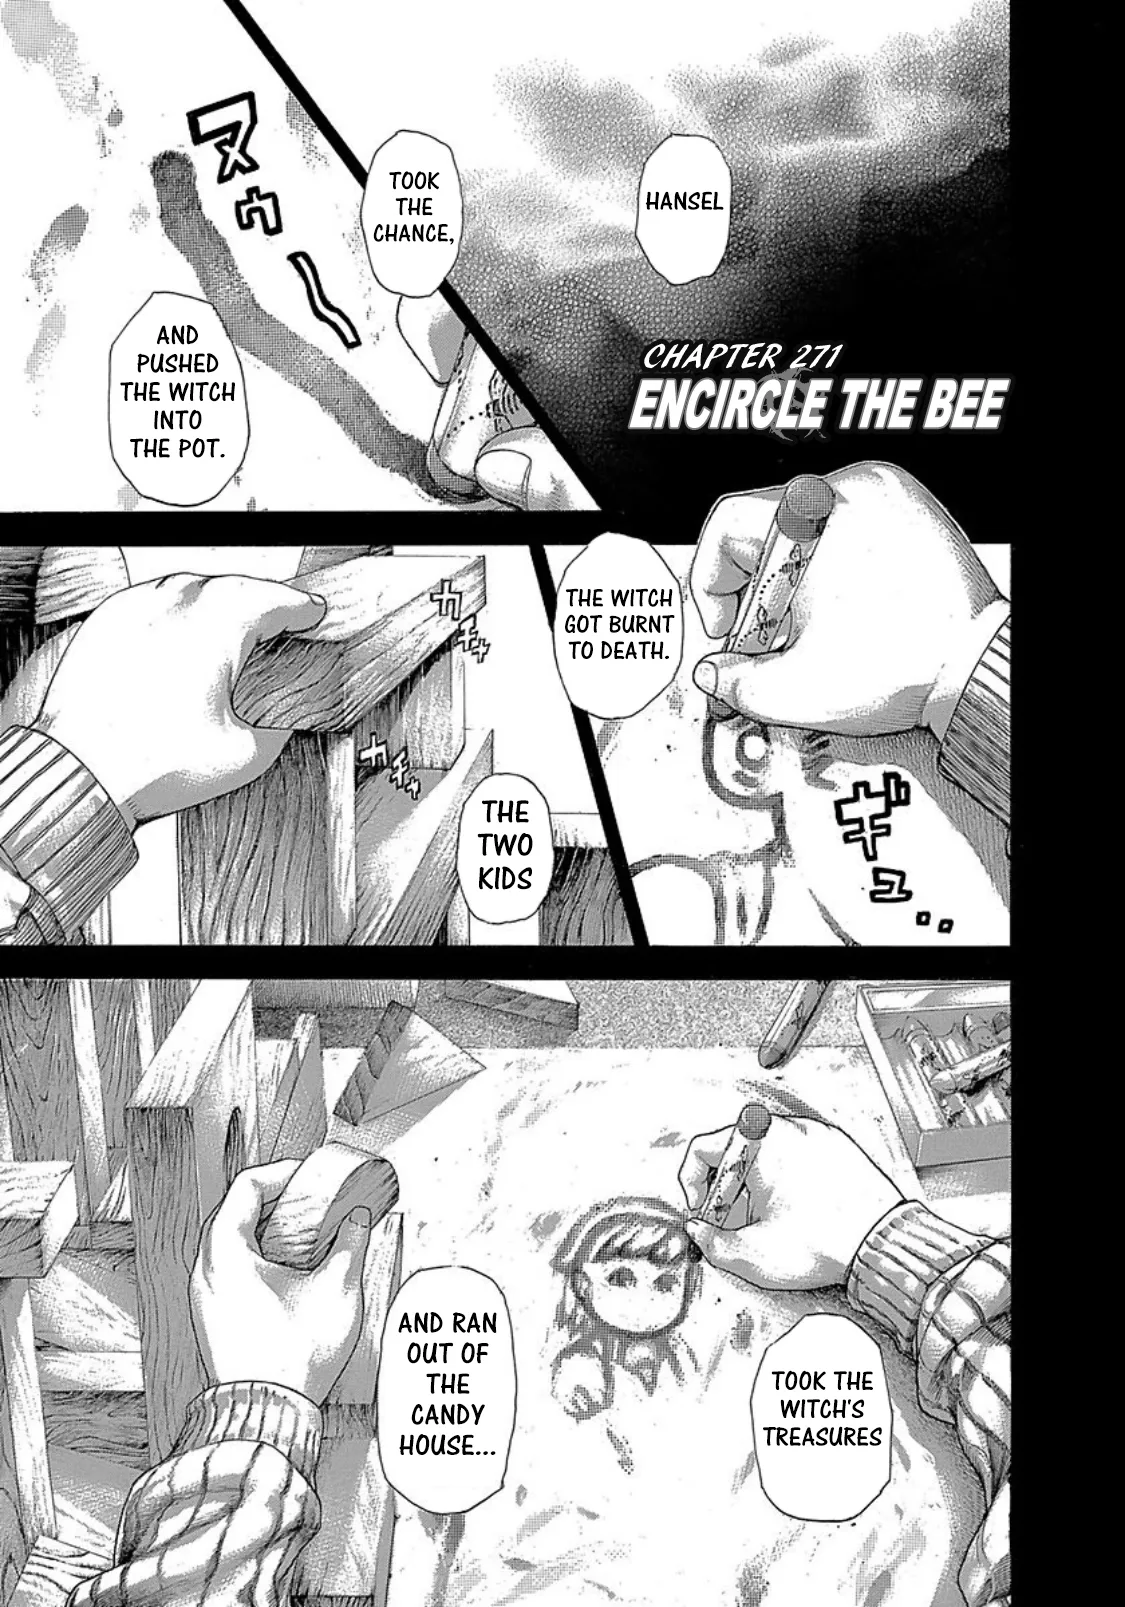 HANSEL
CHAPTER 271
ENCIRCLE THE BEE
TOOK
THE
CHANCE,
ヌゥ〜
AND
PUSHED
THE WITCH
INTO
THE POT.
THE WITCH
GOT BURNT
TO DEATH.
ギュ..
カチャ
カチャ
THE
TWO
KIDS
TOOK THE
WITCH'S
TREASURES
AND RAN
OUT OF
THE
CANDY
HOUSE...